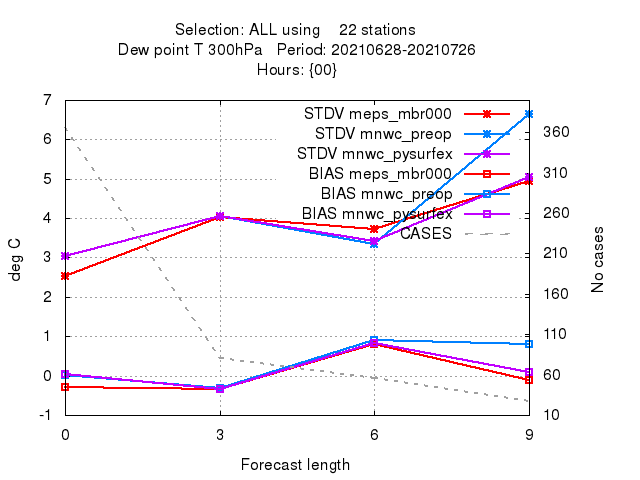 Selection: ALL using    22 stations
Dew point T 300hPa   Period: 20210628-20210726
Hours: {00}
STDV meps_mbr000
STDV mnwc_preop
STDV mnwc_pysurfex
BIAS meps_mbr000
BIAS mnwc_preop
BIAS mnwc_pysurfex
CASES
7
6
5
4
3
2
1
0
-1
deg C
360
310
260
210
160
110
60
10
No cases
0 3 6 9
Forecast length